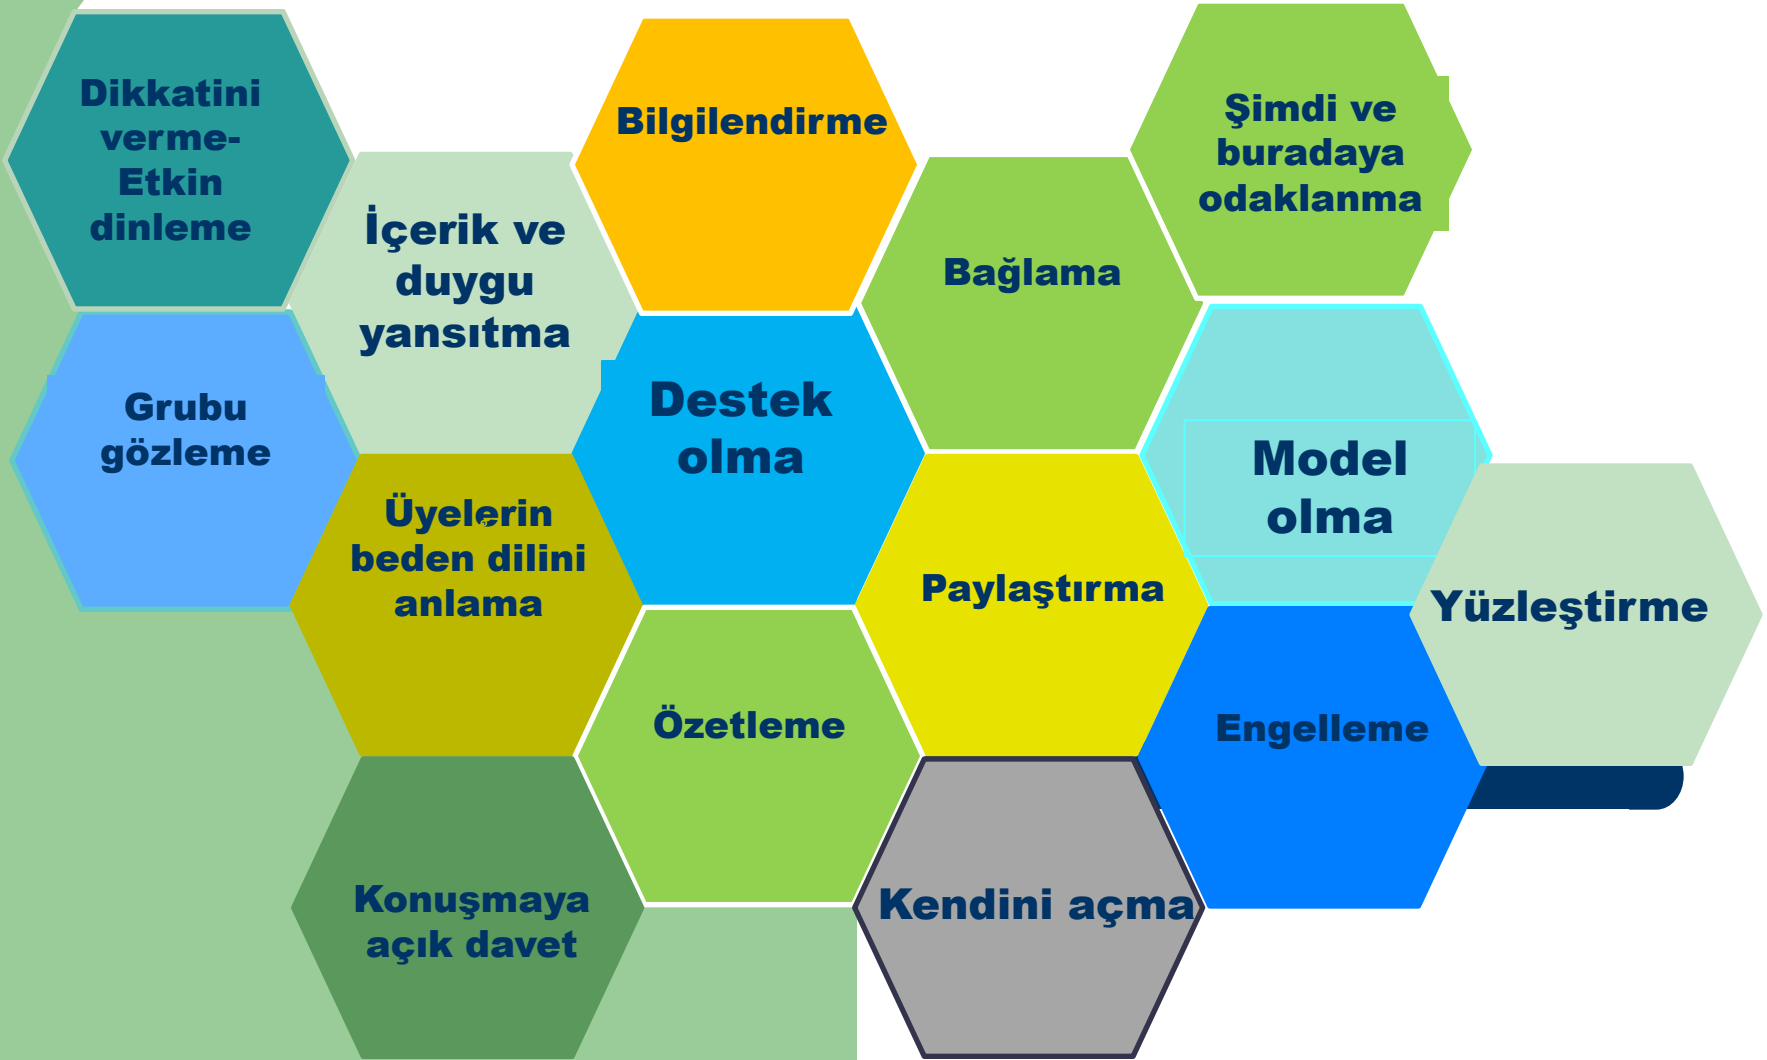 Dikkatini
verme-
Etkin
dinleme
İçerik ve
duygu
yansıtma
Bilgilendirme
Bağlama
Şimdi ve
buradaya
odaklanma
Grubu
gözleme
Üyelerin
beden dilini
anlama
Destek
olma
Paylaştırma
Model
olma
Yüzleştirme
Özetleme
Engelleme
Konuşmaya
açık davet
Kendini açma